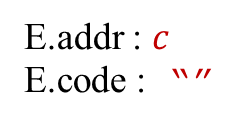 E.addr : c
E.code : “ ”